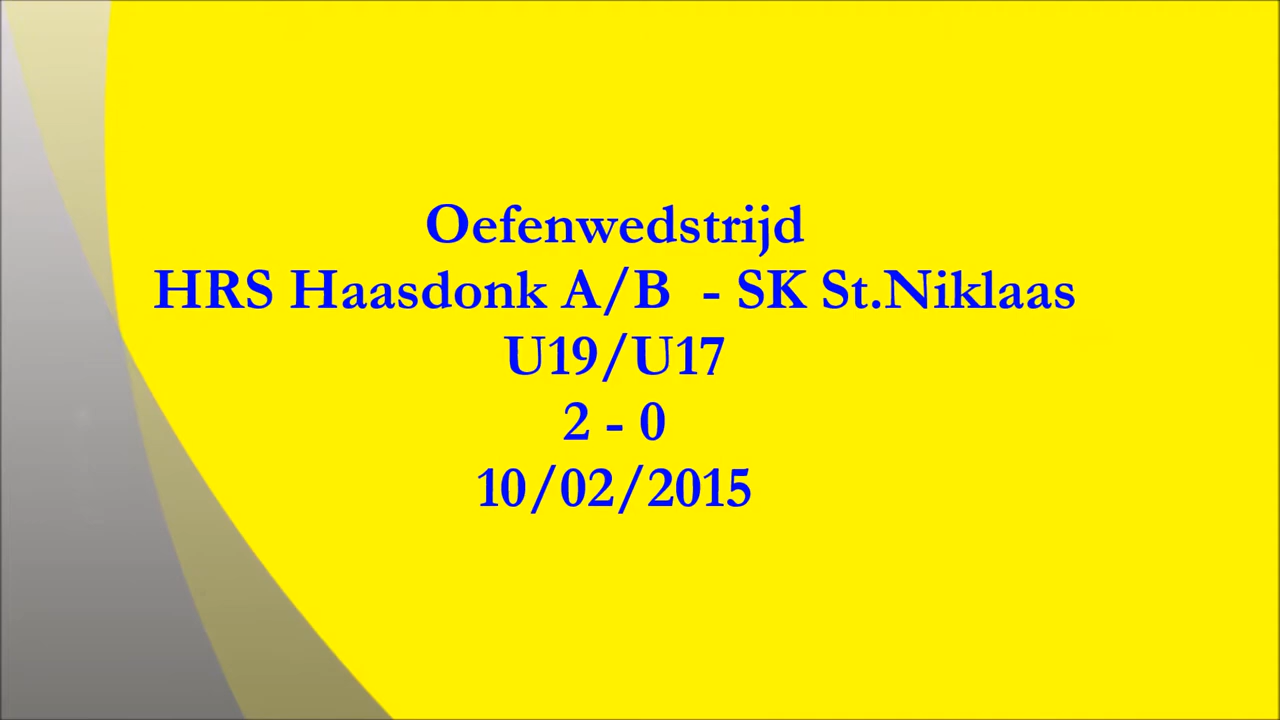 Oefenwedstrijd
HRS Haasdonk A/B - SK St.Niklaas
U19/U17
2 - 0
10/02/2015